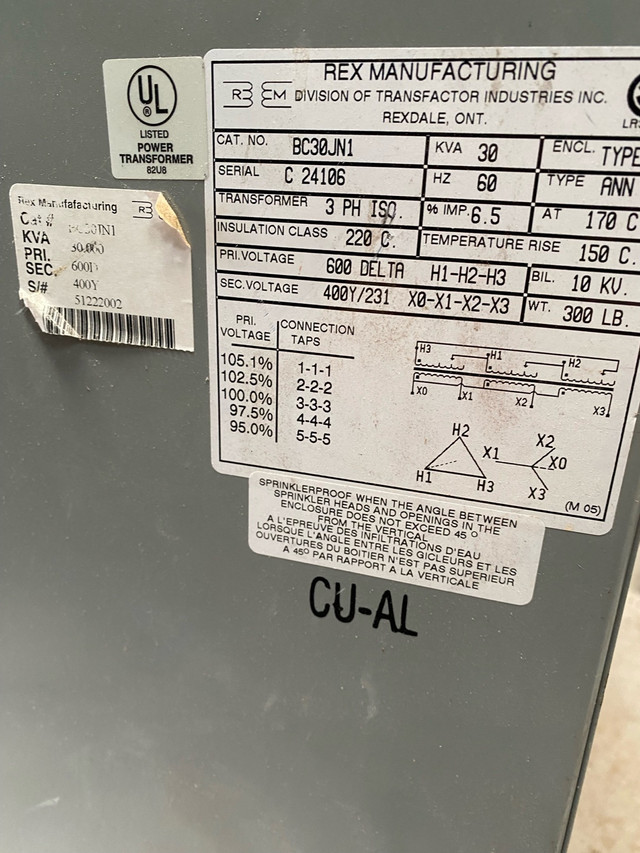 UL
®
LISTED
POWER
TRANSFORMER
82U8
REX MANUFACTURING
DIVISION OF TRANSFACTOR INDUSTRIES INC.
REXDALE, ONT.
CAT. NO. BC30JN1 KVA 30 ENCL. TYPE
SERIAL C 24106 HZ 60 TYPE ANN
TRANSFORMER 3 PH ISO. % IMP. 6.5 AT 170 C
INSULATION CLASS 220 C. TEMPERATURE RISE 150 C.
PRI.VOLTAGE 600 DELTA H1-H2-H3 BIL. 10 KV.
SEC.VOLTAGE 400Y/231 X0-X1-X2-X3 WT. 300 LB.
PRI. VOLTAGE CONNECTION TAPS
105.1% 1-1-1
102.5% 2-2-2
100.0% 3-3-3
97.5% 4-4-4
95.0% 5-5-5
H3 H1 H2
X0 X1 X2 X3
H2
H1 H3
X1 X2 X0 X3
(M 05)
Rex Manufafacturing
Cat #
KVA 30.000
PRI. 600D
SEC. 400Y
S/# 51222002
SPRINKLERPROOF WHEN THE ANGLE BETWEEN
SPRINKLER HEADS AND OPENINGS IN THE
ENCLOSURE DOES NOT EXCEED 45 º
FROM THE VERTICAL
A L'EPREUVE DES INFILTRATIONS D'EAU
LORSQUE L'ANGLE ENTRE LES GICLEURS ET LES
OUVERTURES DU BOITIER N'EST PAS SUPERIEUR
A 45º PAR RAPPORT A LA VERTICALE
CU-AL